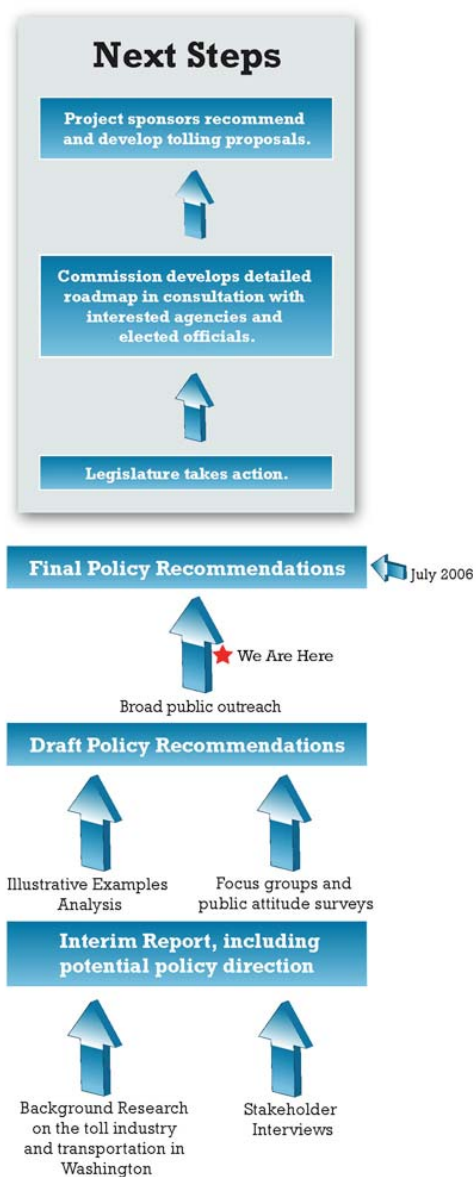 Next Steps
Project sponsors recommend
and develop tolling proposals.
Commission develops detailed
roadmap in consultation with
interested agencies and
elected officials.
Legislature takes action.
Final Policy Recommendations
July 2006
We Are Here
Broad public outreach
Draft Policy Recommendations
Illustrative Examples
Analysis
Focus groups and
public attitude surveys
Interim Report, including
potential policy direction
Background Research
on the toll industry
and transportation in
Washington
Stakeholder
Interviews